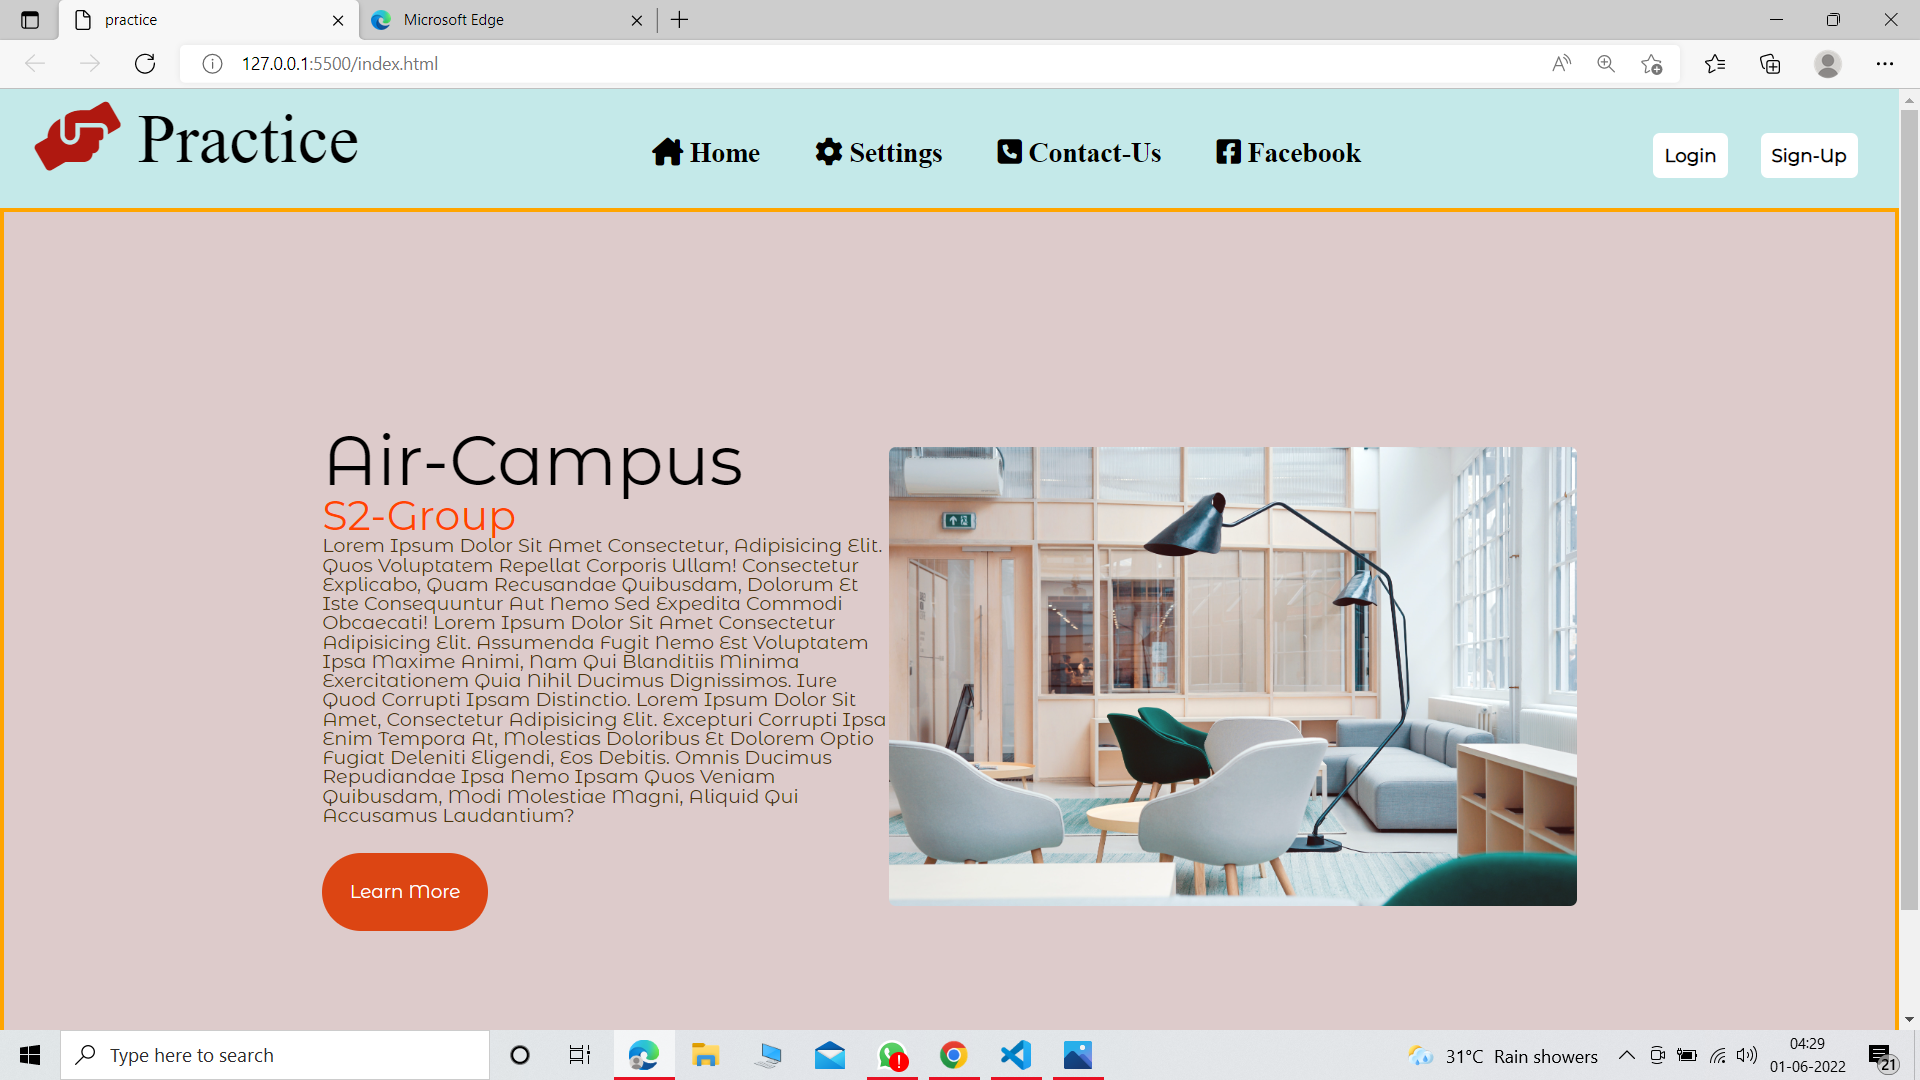 practice
Microsoft Edge
127.0.0.1:5500/index.html
Practice
Home
Settings
Contact-Us
Facebook
Login
Sign-Up
Air-Campus
S2-Group
Lorem Ipsum Dolor Sit Amet Consectetur, Adipisicing Elit.
Quos Voluptatem Repellat Corporis Ullam! Consectetur
Explicabo, Quam Recusandae Quibusdam, Dolorum Et
Iste Consequuntur Aut Nemo Sed Expedita Commodi
Obcaecati! Lorem Ipsum Dolor Sit Amet Consectetur
Adipisicing Elit. Assumenda Fugit Nemo Est Voluptatem
Ipsa Maxime Animi, Nam Qui Blanditiis Minima
Exercitationem Quia Nihil Ducimus Dignissimos. Iure
Quod Corrupti Ipsam Distinctio. Lorem Ipsum Dolor Sit
Amet, Consectetur Adipisicing Elit. Excepturi Corrupti Ipsa
Enim Tempora At, Molestias Doloribus Et Dolorem Optio
Fugiat Deleniti Eligendi, Eos Debitis. Omnis Ducimus
Repudiandae Ipsa Nemo Ipsam Quos Veniam
Quibusdam, Modi Molestiae Magni, Aliquid Qui
Accusamus Laudantium?
Learn More
Type here to search
31°C Rain showers
04:29
01-06-2022
21